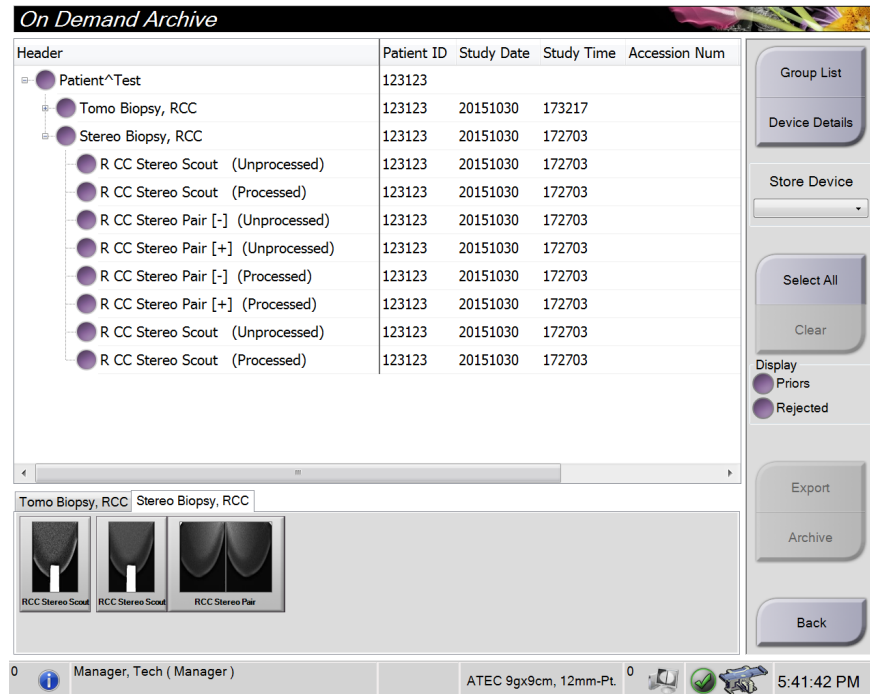 On Demand Archive
Header Patient ID Study Date Study Time Accession Num
Patient^Test 123123
Tomo Biopsy, RCC 123123 20151030 173217
Stereo Biopsy, RCC 123123 20151030 172703
R CC Stereo Scout (Unprocessed) 123123 20151030 172703
R CC Stereo Scout (Processed) 123123 20151030 172703
R CC Stereo Pair [-] (Unprocessed) 123123 20151030 172703
R CC Stereo Pair [+] (Unprocessed) 123123 20151030 172703
R CC Stereo Pair [-] (Processed) 123123 20151030 172703
R CC Stereo Pair [+] (Processed) 123123 20151030 172703
R CC Stereo Scout (Unprocessed) 123123 20151030 172703
R CC Stereo Scout (Processed) 123123 20151030 172703
Group List
Device Details
Store Device
Select All
Clear
Display
Priors
Rejected
Export
Archive
Back
Tomo Biopsy, RCC Stereo Biopsy, RCC
RCC Stereo Scout RCC Stereo Scout RCC Stereo Pair
0 Manager, Tech ( Manager ) ATEC 9gx9cm, 12mm-Pt. 0 5:41:42 PM